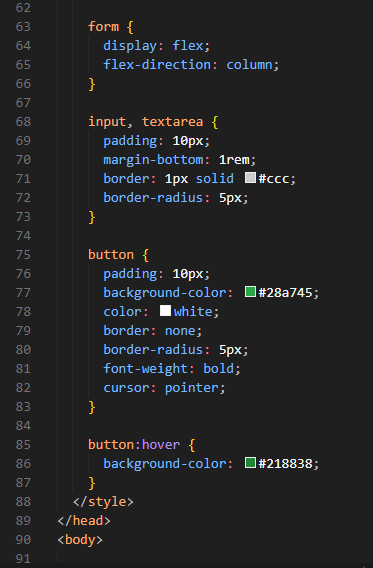 62
63 form {
64 display: flex;
65 flex-direction: column;
66 }
67
68 input, textarea {
69 padding: 10px;
70 margin-bottom: 1rem;
71 border: 1px solid #ccc;
72 border-radius: 5px;
73 }
74
75 button {
76 padding: 10px;
77 background-color: #28a745;
78 color: white;
79 border: none;
80 border-radius: 5px;
81 font-weight: bold;
82 cursor: pointer;
83 }
84
85 button:hover {
86 background-color: #218838;
87 }
88 </style>
89 </head>
90 <body>
91